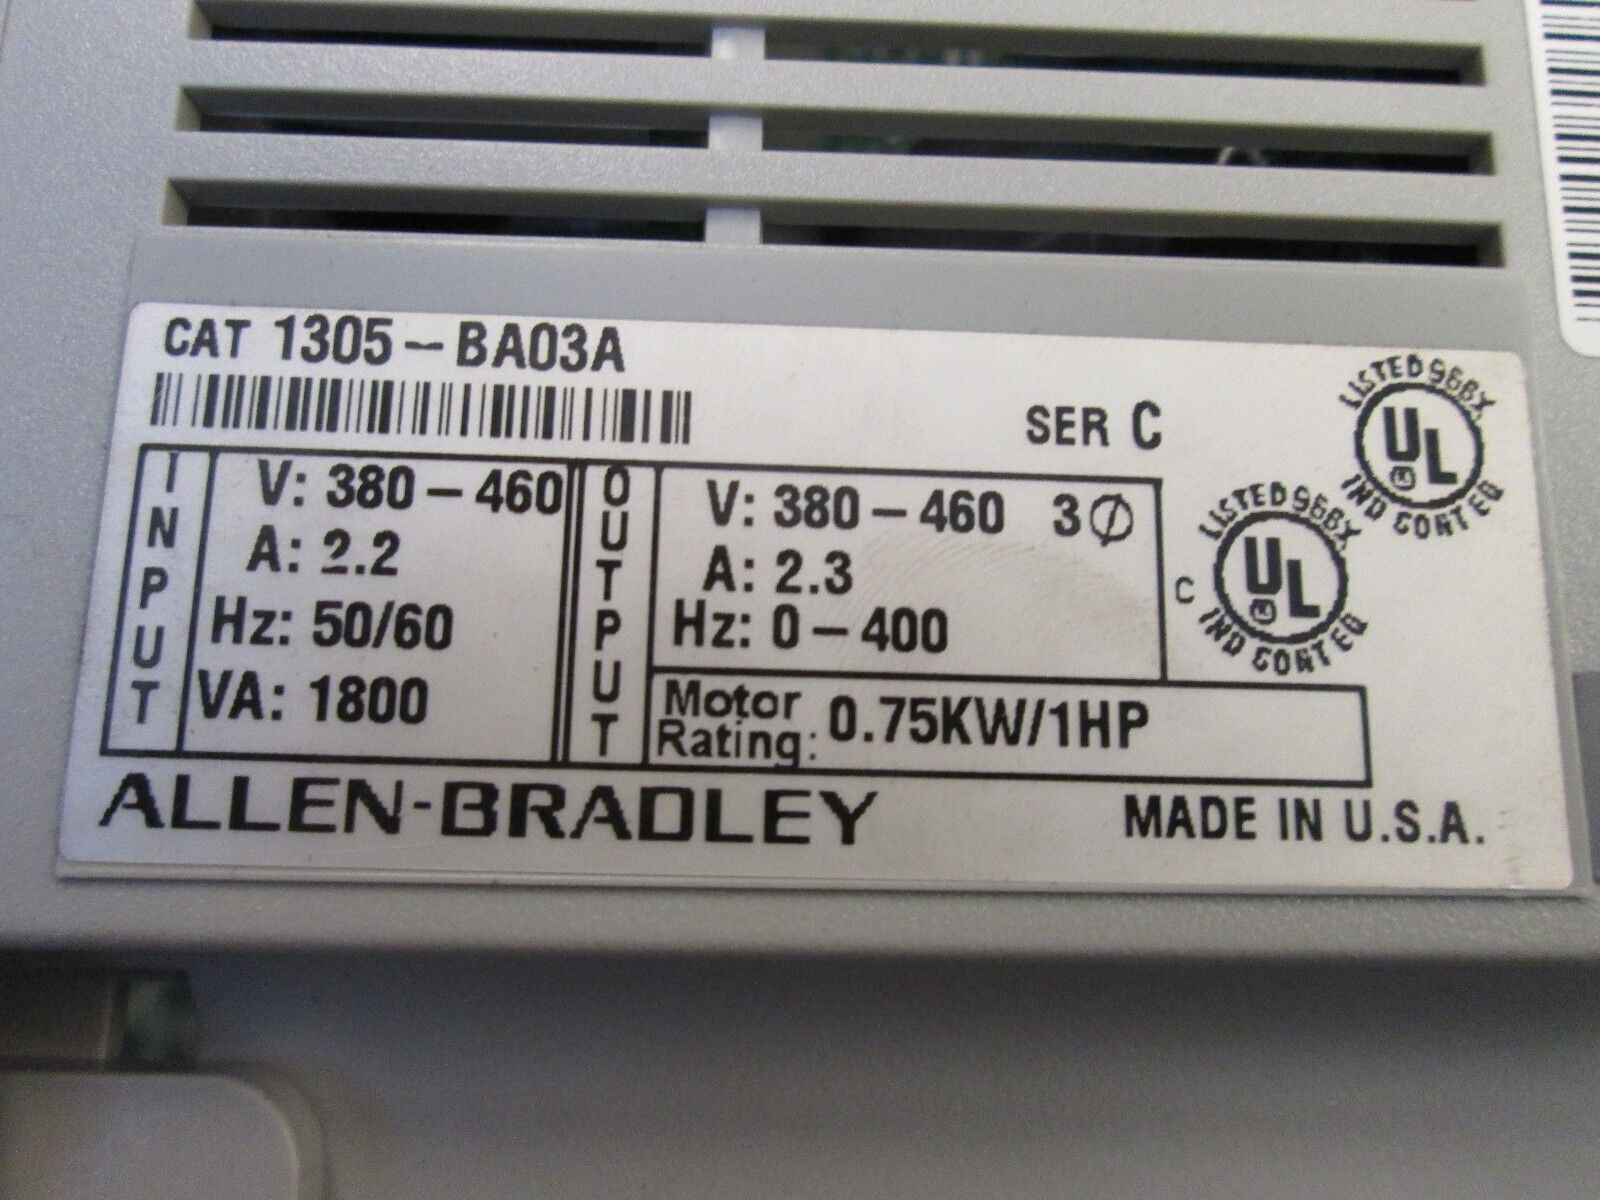 CAT 1305-BA03A
SER C
INPUT
V: 380-460
A: 2.2
Hz: 50/60
VA: 1800
OUTPUT
V: 380-460 3Ø
A: 2.3
Hz: 0-400
Motor Rating: 0.75KW/1HP
LISTED 966X
UL
IND CONT EQ
C
LISTED 966X
UL
IND CONT EQ
ALLEN-BRADLEY
MADE IN U.S.A.